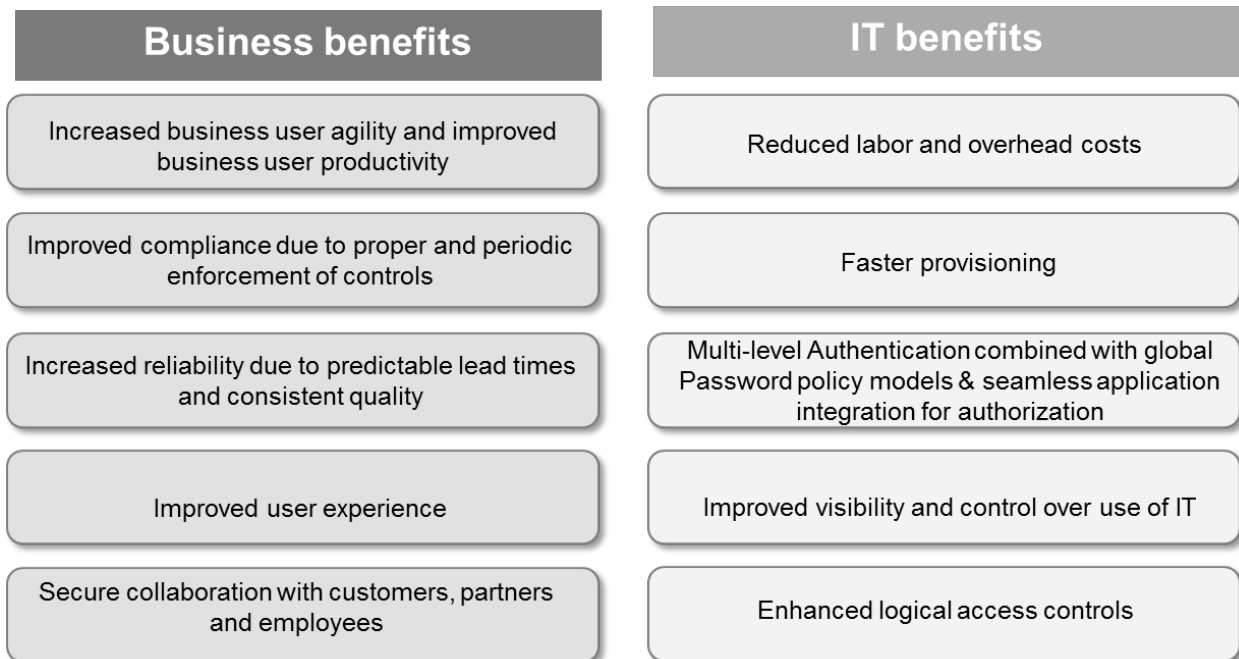 Business benefits
Increased business user agility and improved
business user productivity
Improved compliance due to proper and periodic
enforcement of controls
Increased reliability due to predictable lead times
and consistent quality
Improved user experience
Secure collaboration with customers, partners
and employees
IT benefits
Reduced labor and overhead costs
Faster provisioning
Multi-level Authentication combined with global
Password policy models & seamless application
integration for authorization
Improved visibility and control over use of IT
Enhanced logical access controls